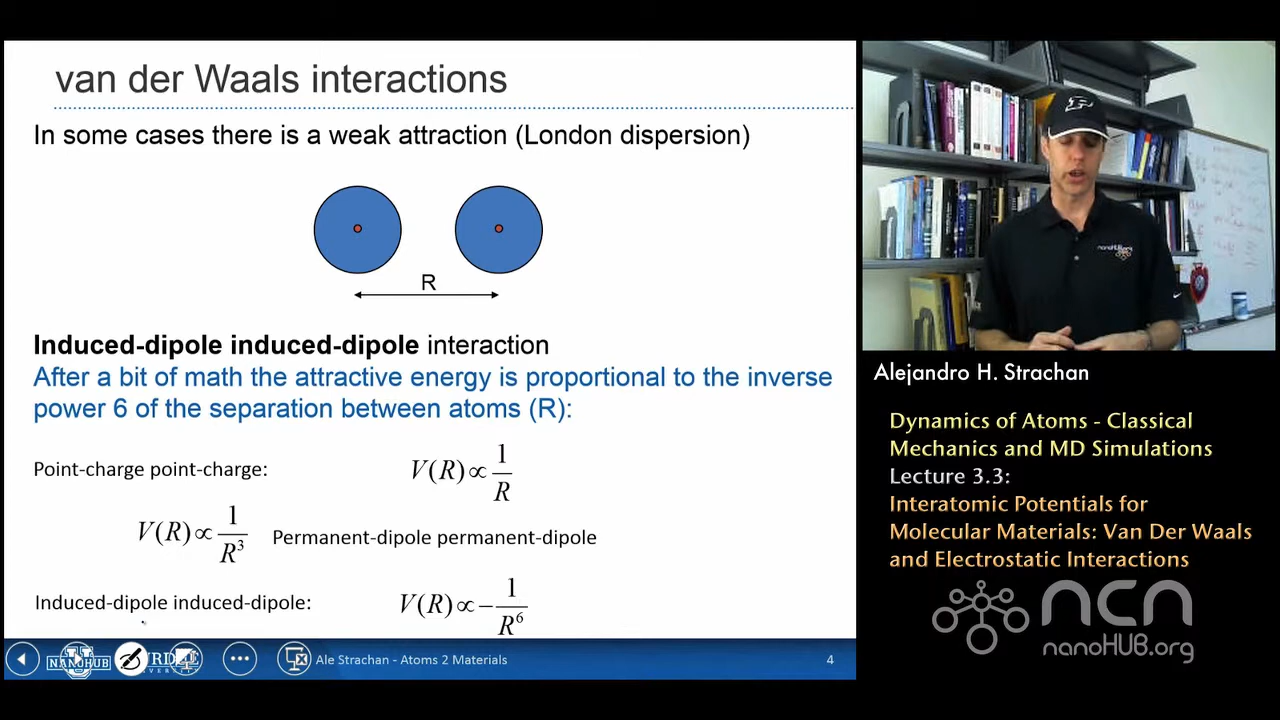 van der Waals interactions
In some cases there is a weak attraction (London dispersion)
R
Induced-dipole induced-dipole interaction
After a bit of math the attractive energy is proportional to the inverse
power 6 of the separation between atoms (R):
Point-charge point-charge: V(R)∝1/R
V(R)∝1/R³ Permanent-dipole permanent-dipole
Induced-dipole induced-dipole: V(R)∝−1/R⁶
NANOHUB
Ale Strachan - Atoms 2 Materials
4
nanoHUB
Alejandro H. Strachan
Dynamics of Atoms - Classical
Mechanics and MD Simulations
Lecture 3.3:
Interatomic Potentials for
Molecular Materials: Van Der Waals
and Electrostatic Interactions
ncn
nanoHUB.org